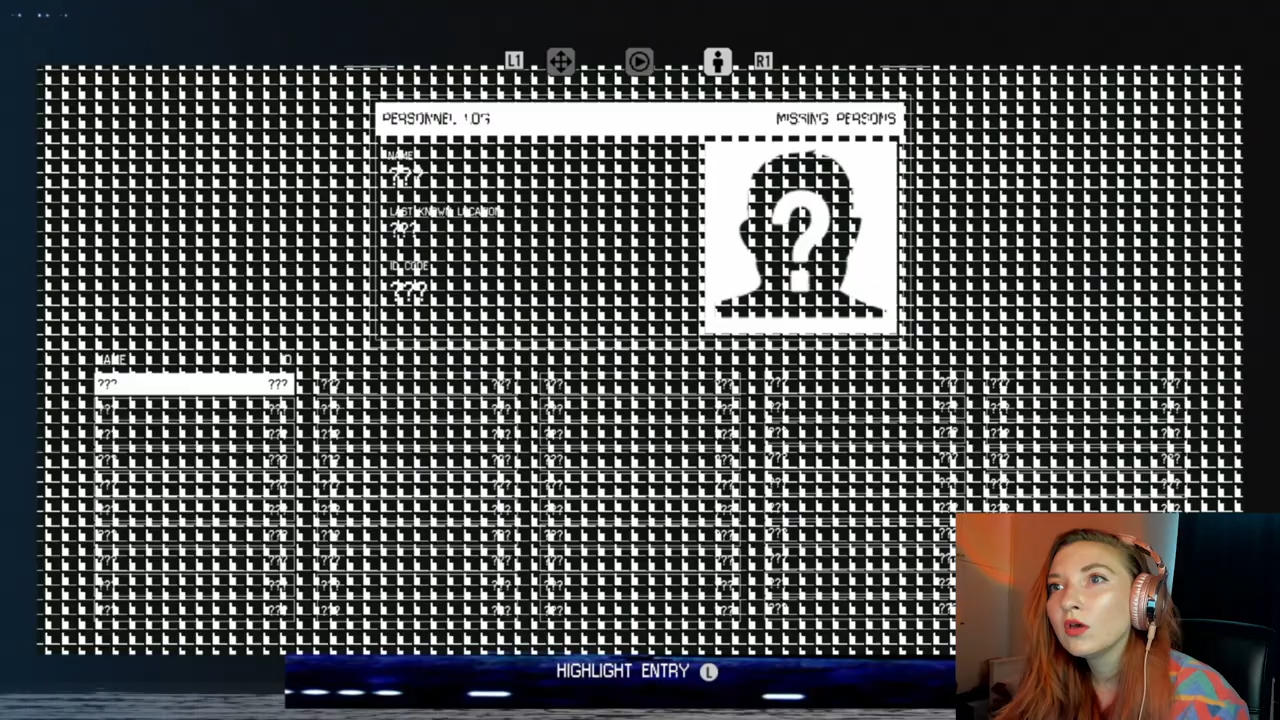 L1 R1
PERSONNEL LOG MISSING PERSONS
NAME
???
LAST KNOWN LOCATION
???
ID CODE
???
?
NAME ID
??? ??? ??? ??? ??? ??? ??? ??? ??? ???
??? ??? ??? ??? ??? ??? ??? ??? ??? ???
??? ??? ??? ??? ??? ??? ??? ??? ??? ???
??? ??? ??? ??? ??? ??? ??? ??? ??? ???
??? ??? ??? ??? ??? ??? ??? ??? ??? ???
??? ??? ??? ??? ??? ??? ??? ??? ??? ???
??? ??? ??? ??? ??? ??? ??? ???
??? ??? ??? ??? ??? ??? ??? ???
??? ??? ??? ??? ??? ??? ??? ???
??? ??? ??? ??? ??? ??? ??? ???
HIGHLIGHT ENTRY L